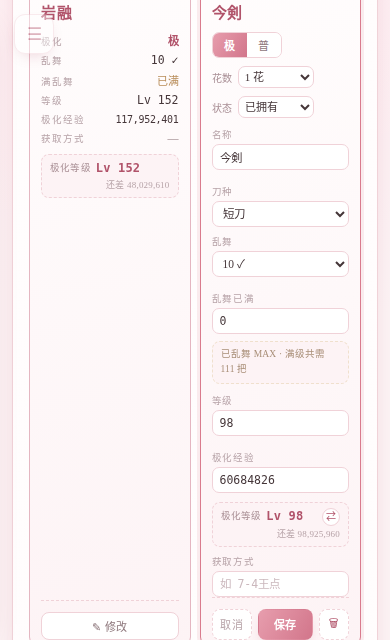 岩融
极化 极
乱舞 10 ✓
满乱舞 已满
等级 Lv 152
极化经验 117,952,401
获取方式 —
极化等级 Lv 152
还差 48,029,610
✎ 修改
今剣
极 普
花数 1 花
状态 已拥有
名称
今剣
刀种
短刀
乱舞
10 ✓
乱舞已满
0
已乱舞 MAX · 满级共需
111 把
等级
98
极化经验
60684826
极化等级 Lv 98 ⇄
还差 98,925,960
获取方式
如 7-4王点
取消 保存